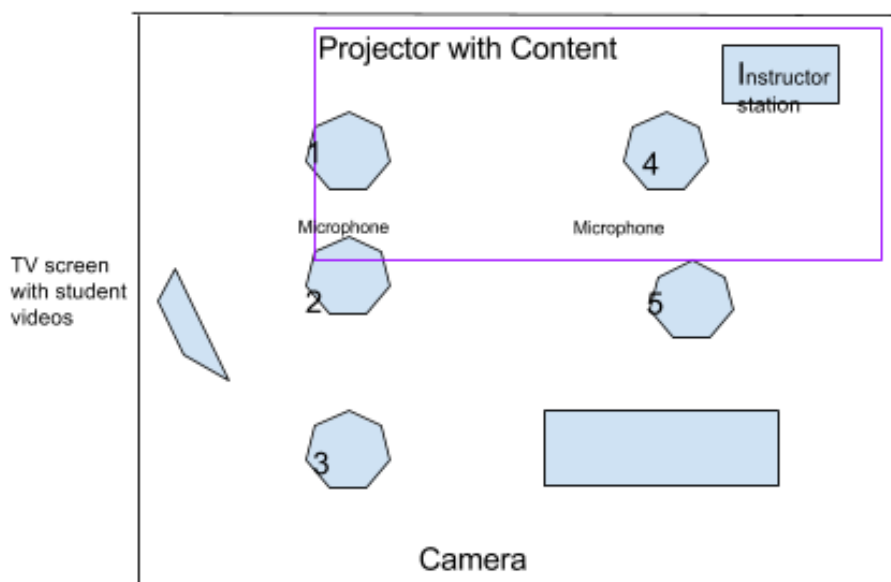 Projector with Content
Instructor
station
1
4
Microphone
Microphone
TV screen
with student
videos
2
5
3
Camera